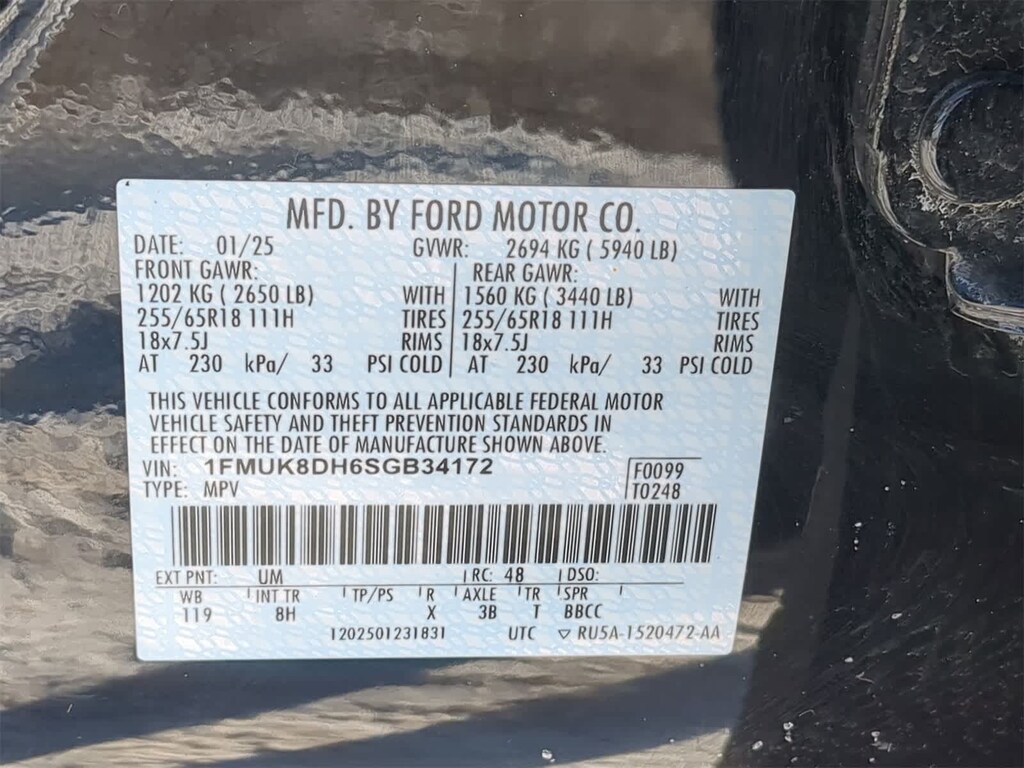 MFD. BY FORD MOTOR CO.
DATE: 01/25 GVWR: 2694 KG ( 5940 LB)
FRONT GAWR: REAR GAWR:
1202 KG ( 2650 LB) WITH 1560 KG ( 3440 LB) WITH
255/65R18 111H TIRES 255/65R18 111H TIRES
18x7.5J RIMS 18x7.5J RIMS
AT 230 kPa/ 33 PSI COLD AT 230 kPa/ 33 PSI COLD
THIS VEHICLE CONFORMS TO ALL APPLICABLE FEDERAL MOTOR
VEHICLE SAFETY AND THEFT PREVENTION STANDARDS IN
EFFECT ON THE DATE OF MANUFACTURE SHOWN ABOVE.
VIN: 1FMUK8DH6SGB34172 F0099
TYPE: MPV T0248
EXT PNT: UM RC: 48 DSO:
WB INT TR TP/PS R AXLE TR SPR
119 8H X 3B T BBCC
1202501231831 UTC ▽ RU5A-1520472-AA